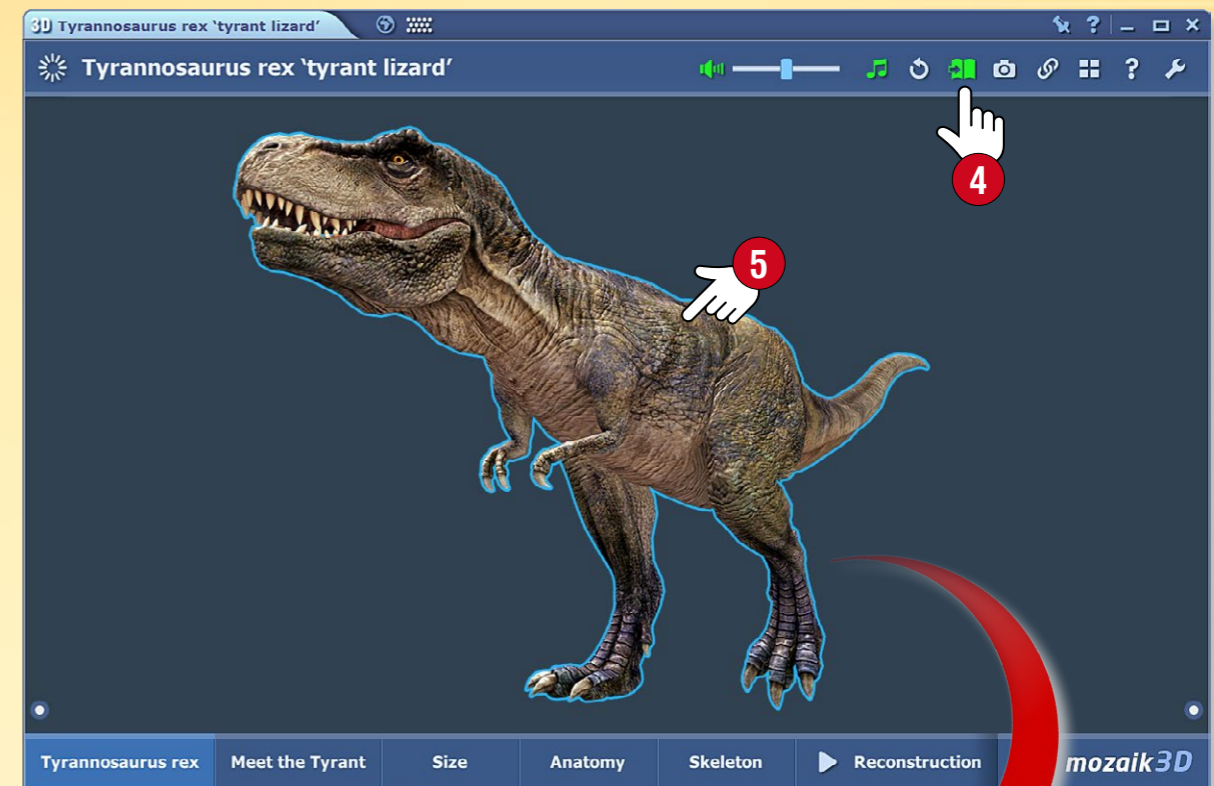 3D Tyrannosaurus rex ‛tyrant lizard’
Tyrannosaurus rex ‛tyrant lizard’
4
5
Tyrannosaurus rex
Meet the Tyrant
Size
Anatomy
Skeleton
Reconstruction
mozaik3D